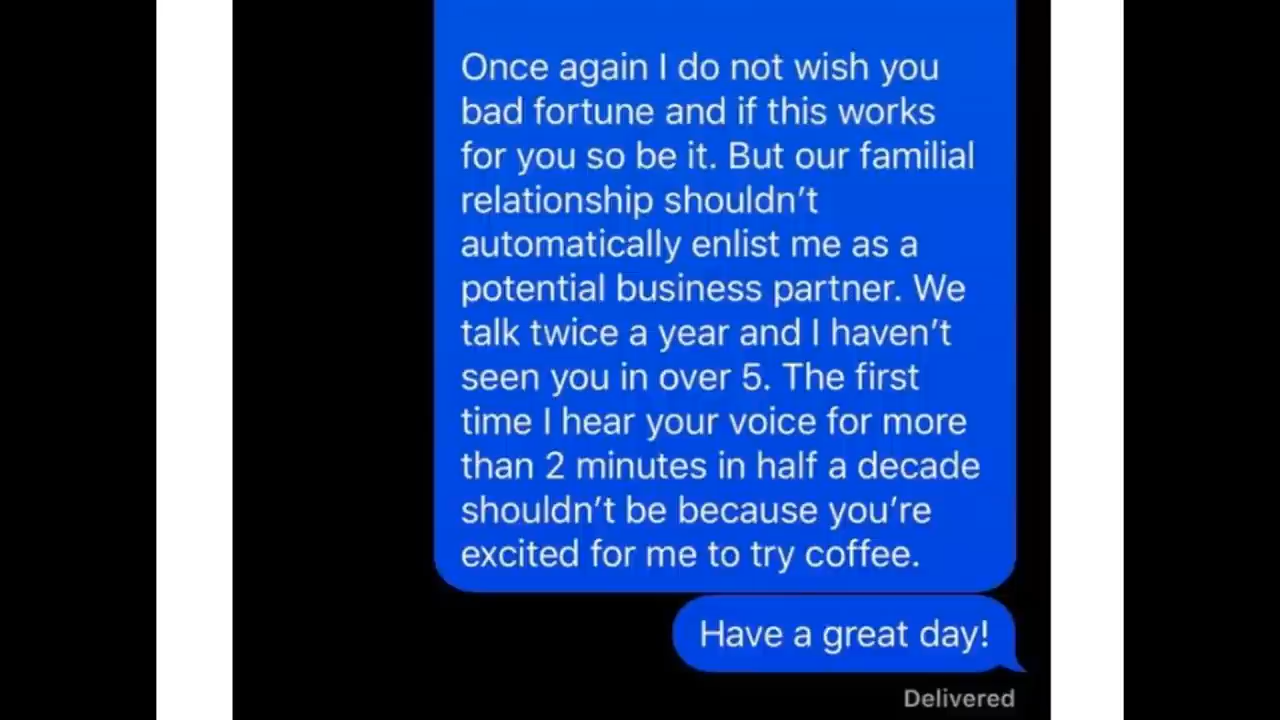 Once again I do not wish you
bad fortune and if this works
for you so be it. But our familial
relationship shouldn’t
automatically enlist me as a
potential business partner. We
talk twice a year and I haven’t
seen you in over 5. The first
time I hear your voice for more
than 2 minutes in half a decade
shouldn’t be because you’re
excited for me to try coffee.
Have a great day!
Delivered